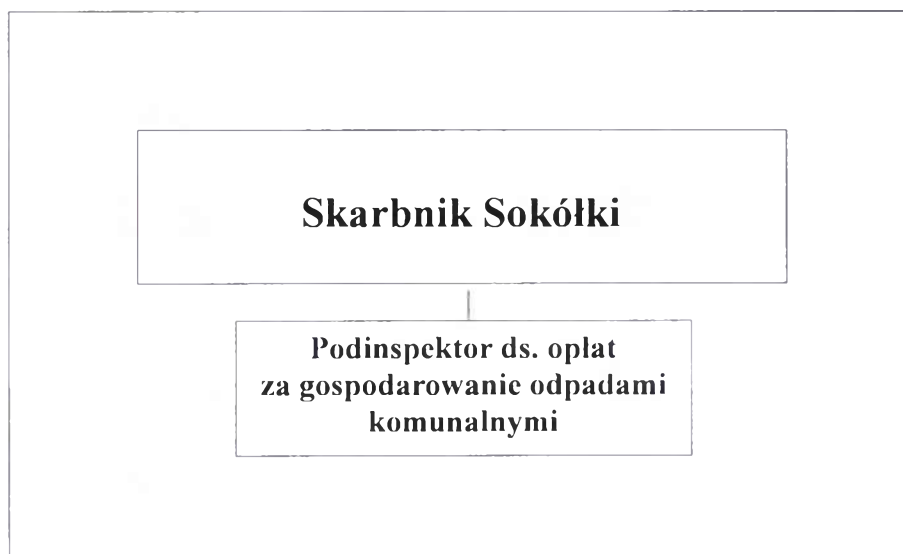 Skarbnik Sokółki
Podinspektor ds. opłat
za gospodarowanie odpadami
komunalnymi